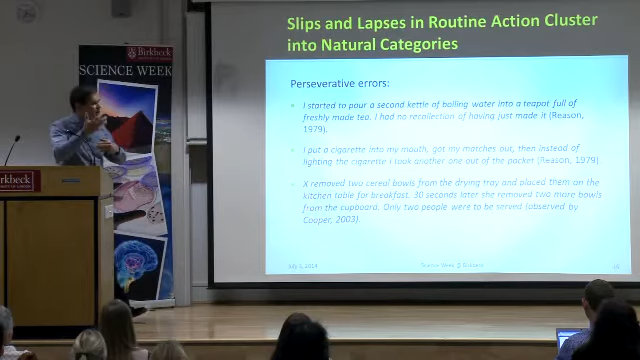 Slips and Lapses in Routine Action Cluster
into Natural Categories
Birkbeck
SCIENCE WEEK
Perseverative errors:
• I started to pour a second kettle of boiling water into a teapot full of
freshly made tea. I had no recollection of having just made it (Reason,
1979).
• I put a cigarette into my mouth, got my matches out, then instead of
lighting the cigarette I took another one out of the packet (Reason, 1979).
• X removed two cereal bowls from the drying tray and placed them on the
kitchen table for breakfast. 30 seconds later she removed two more bowls
from the cupboard. Only two people were to be served (observed by
Cooper, 2003).
Birkbeck
July 3, 2014